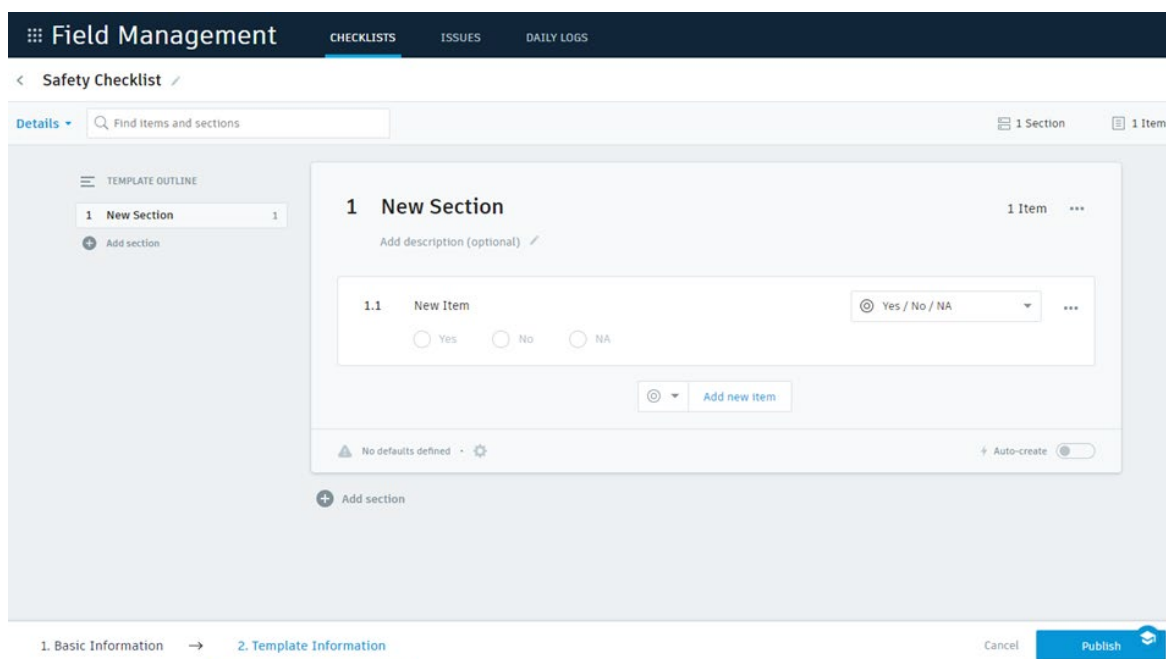 Field Management CHECKLISTS ISSUES DAILY LOGS
Safety Checklist
Details Find items and sections 1 Section 1 Item
TEMPLATE OUTLINE
1 New Section 1
Add section
1 New Section 1 Item
Add description (optional)
1.1 New Item Yes / No / NA
Yes No NA
Add new item
No defaults defined Auto-create
Add section
1. Basic Information → 2. Template Information Cancel Publish